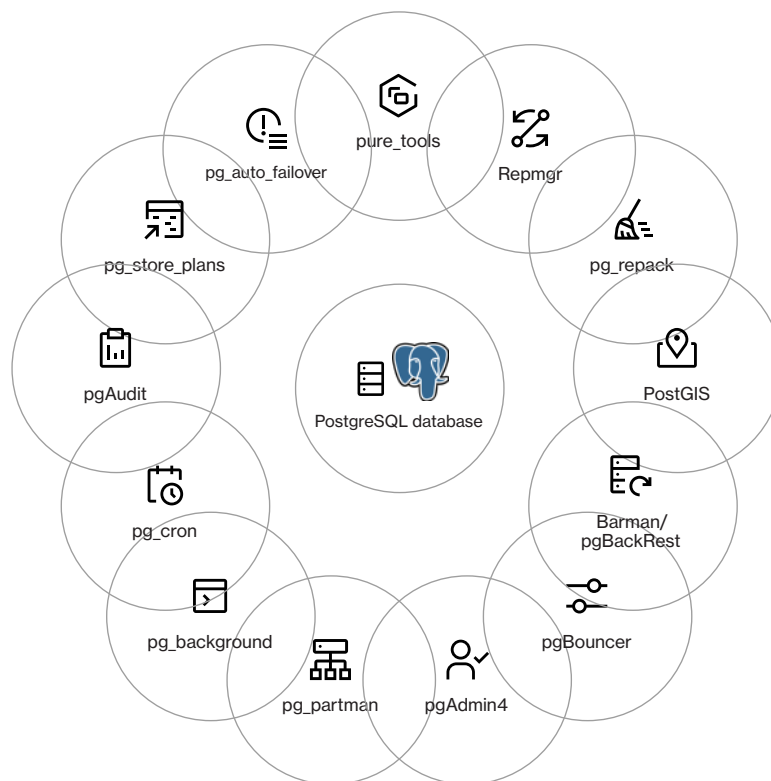 pure_tools
pg_auto_failover
Repmgr
pg_store_plans
pg_repack
pgAudit
PostGIS
PostgreSQL database
pg_cron
Barman/
pgBackRest
pg_background
pgBouncer
pg_partman
pgAdmin4